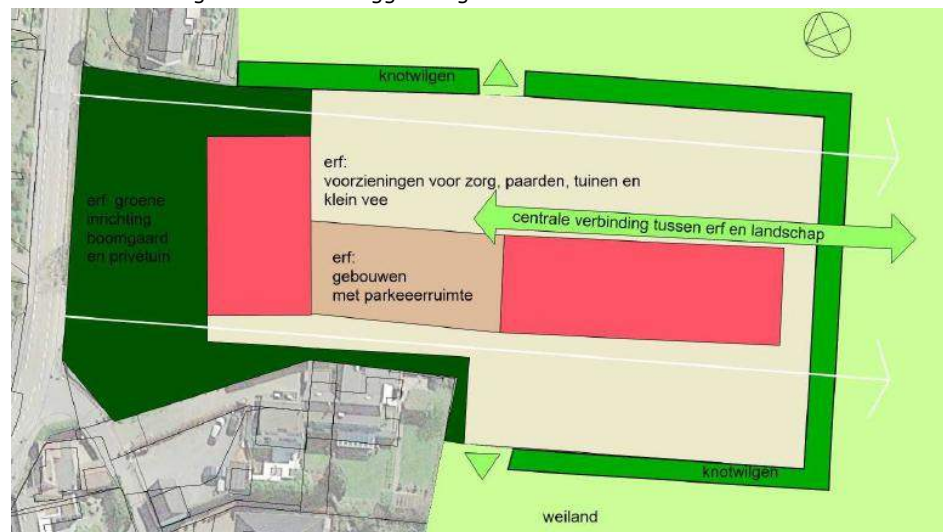 knotwilgen
erf:
voorzieningen voor zorg, paarden, tuinen en
klein vee
erf: groene
inrichting
boomgaard
en privétuin
centrale verbinding tussen erf en landschap
erf:
gebouwen
met parkeeerruimte
knotwilgen
weiland